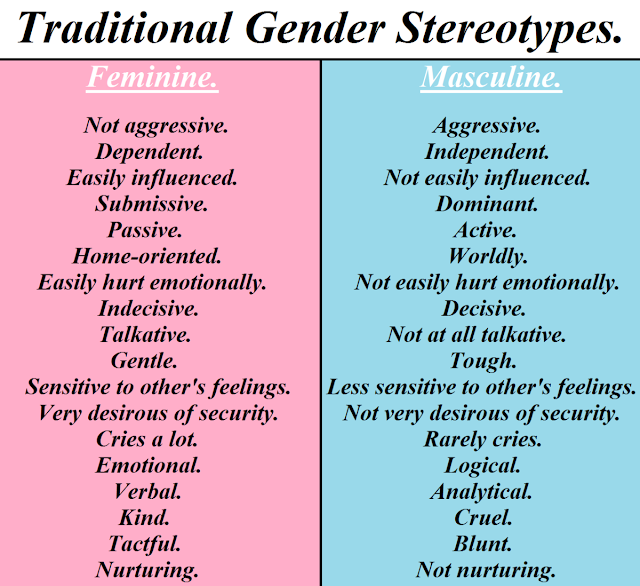 Traditional Gender Stereotypes.
Feminine.
Not aggressive.
Dependent.
Easily influenced.
Submissive.
Passive.
Home-oriented.
Easily hurt emotionally.
Indecisive.
Talkative.
Gentle.
Sensitive to other's feelings.
Very desirous of security.
Cries a lot.
Emotional.
Verbal.
Kind.
Tactful.
Nurturing.
Masculine.
Aggressive.
Independent.
Not easily influenced.
Dominant.
Active.
Worldly.
Not easily hurt emotionally.
Decisive.
Not at all talkative.
Tough.
Less sensitive to other's feelings.
Not very desirous of security.
Rarely cries.
Logical.
Analytical.
Cruel.
Blunt.
Not nurturing.